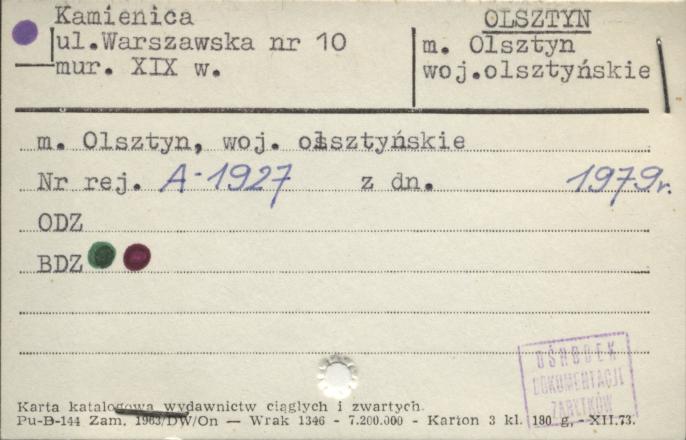 Kamienica
ul.Warszawska nr 10
mur. XIX w.
OLSZTYN
m. Olsztyn
woj.olsztyńskie
m. Olsztyn, woj. olsztyńskie
Nr rej. A-1927 z dn. 1979r.
ODZ
BDZ
OŚRODEK
DOKUMENTACJI
ZABYTKÓW
Karta katalogowa wydawnictw ciągłych i zwartych.
Pu-B-144 Zam. 1963/DW/On — Wrak 1346 - 7.200.000 - Karton 3 kl. 180 g, - XII.73.